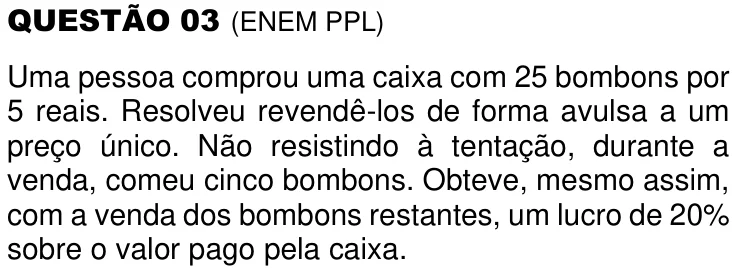 QUESTÃO 03 (ENEM PPL)
Uma pessoa comprou uma caixa com 25 bombons por
5 reais. Resolveu revendê-los de forma avulsa a um
preço único. Não resistindo à tentação, durante a
venda, comeu cinco bombons. Obteve, mesmo assim,
com a venda dos bombons restantes, um lucro de 20%
sobre o valor pago pela caixa.